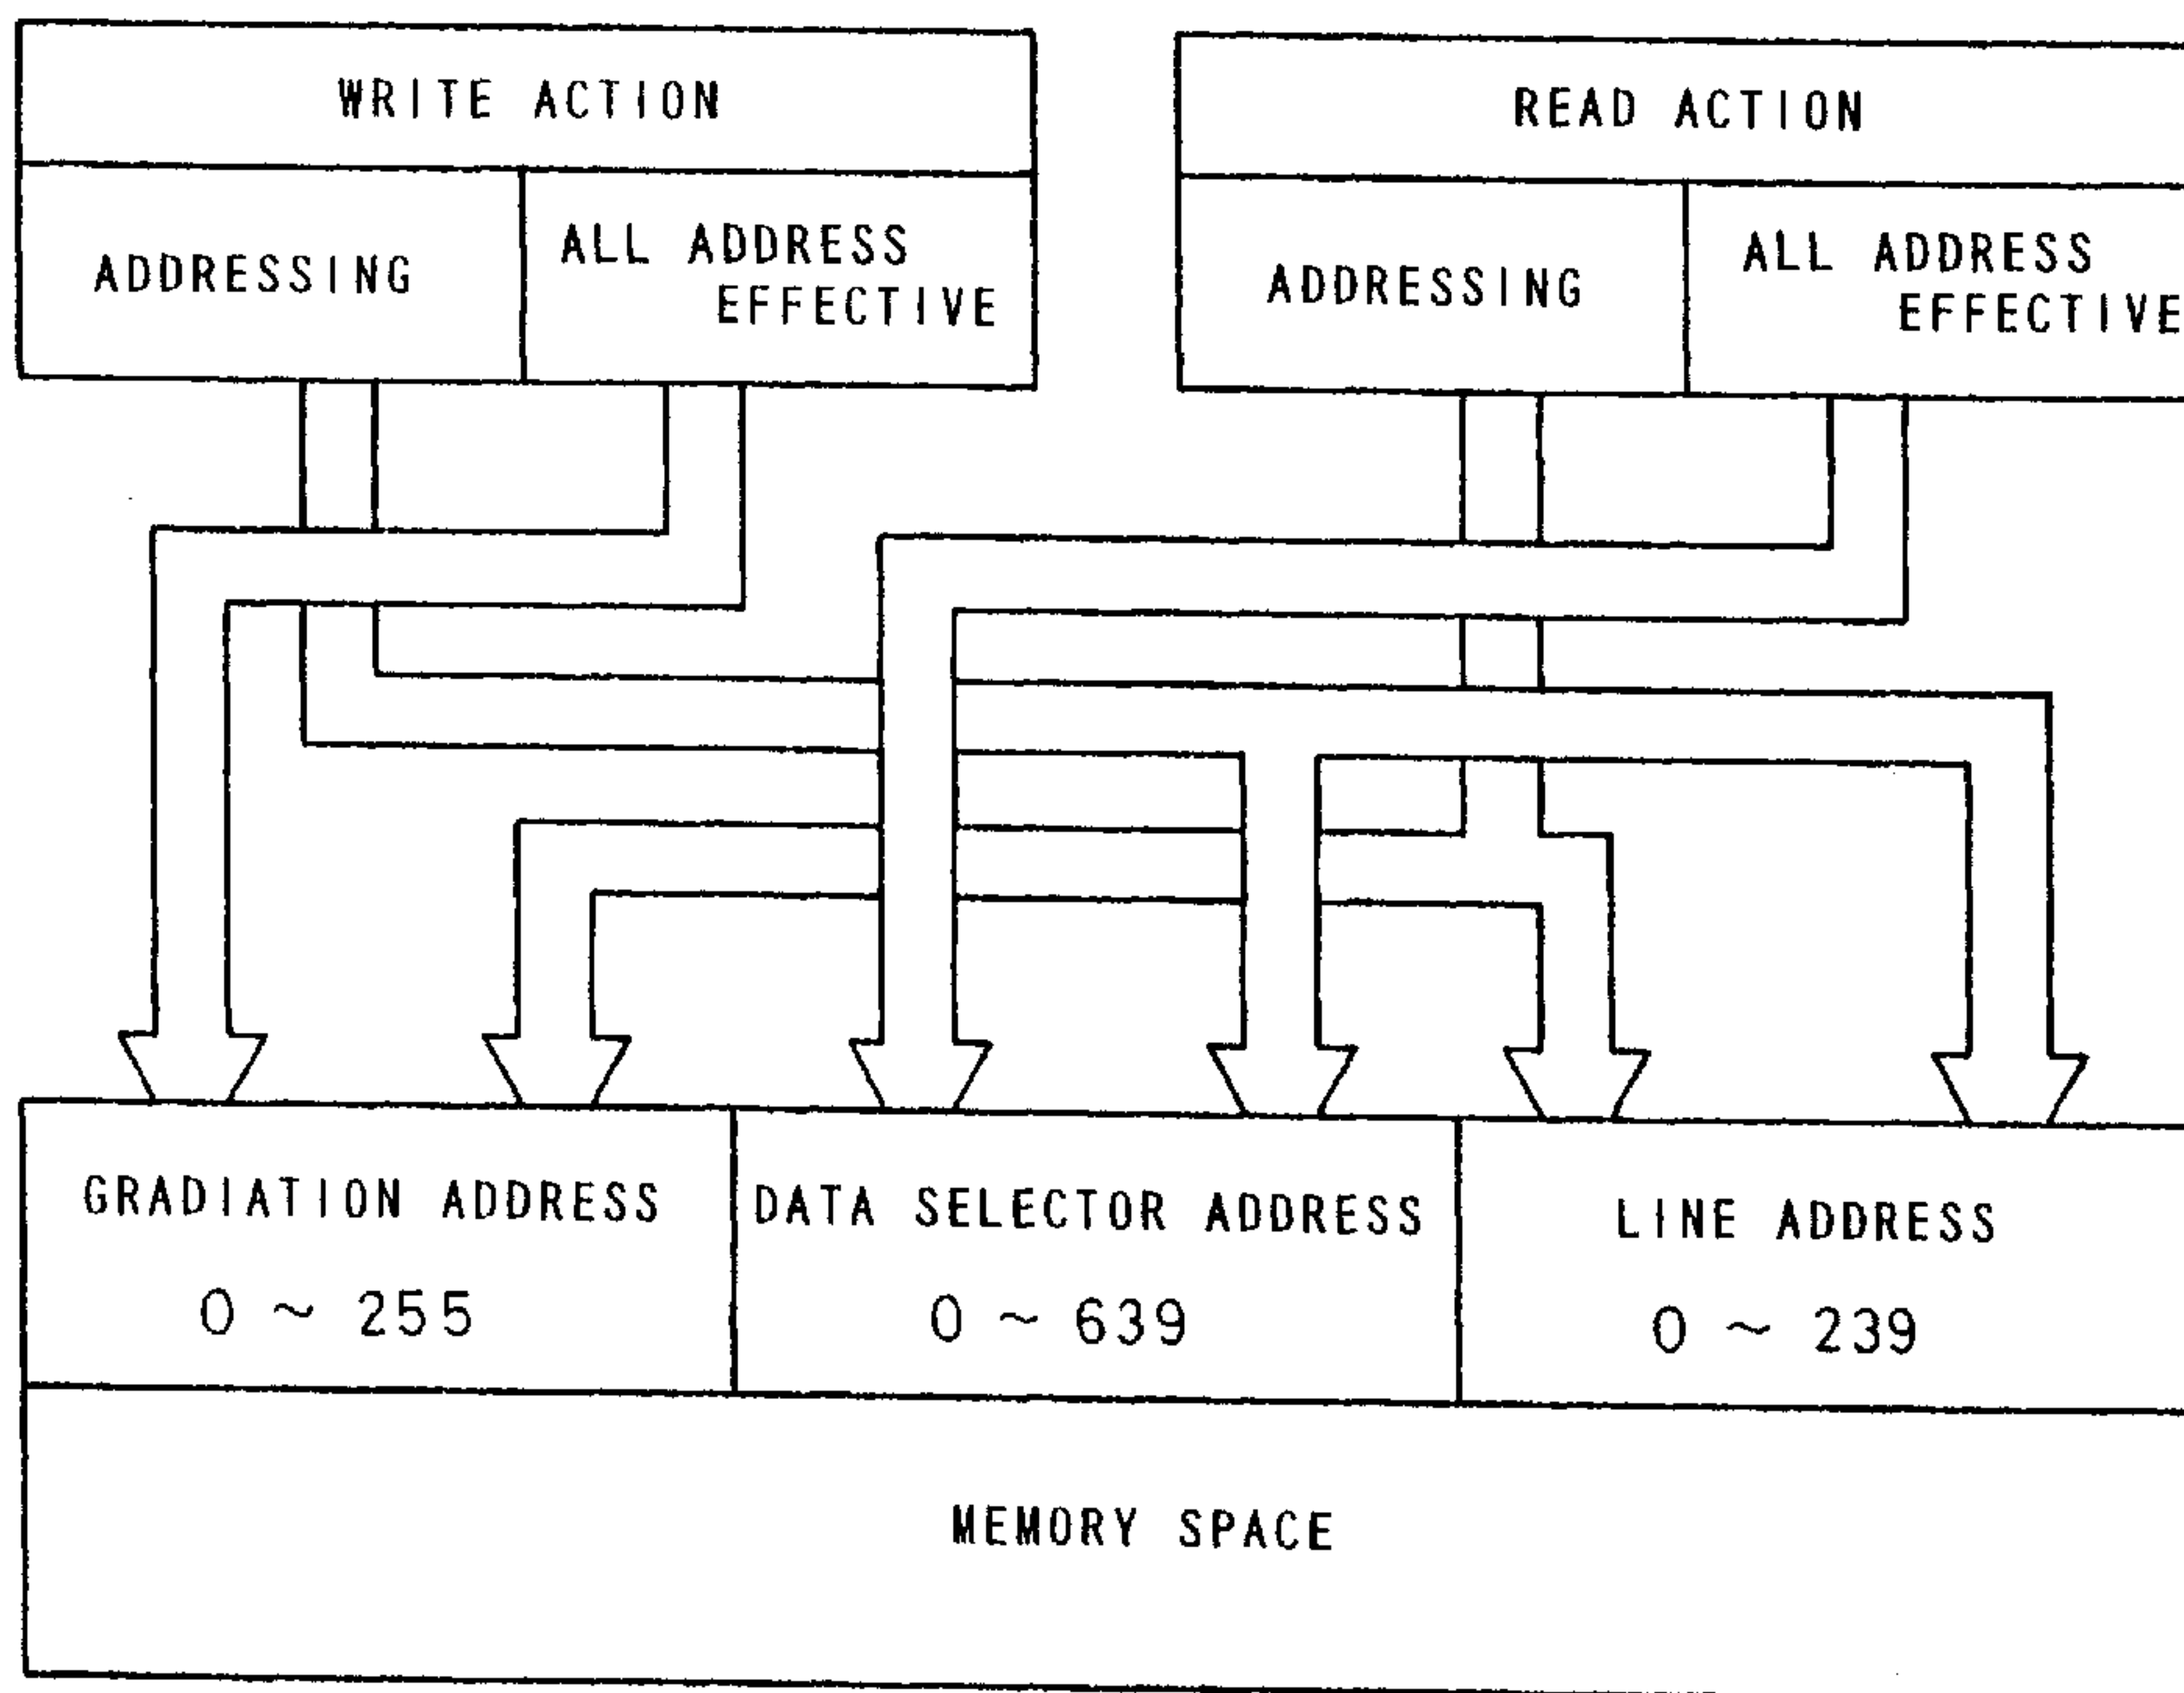 WRITE ACTION
READ ACTION
ADDRESSING
ALL ADDRESS
EFFECTIVE
ADDRESSING
ALL ADDRESS
EFFECTIVE
GRADIATION ADDRESS
0 ~ 255
DATA SELECTOR ADDRESS
0 ~ 639
LINE ADDRESS
0 ~ 239
MEMORY SPACE